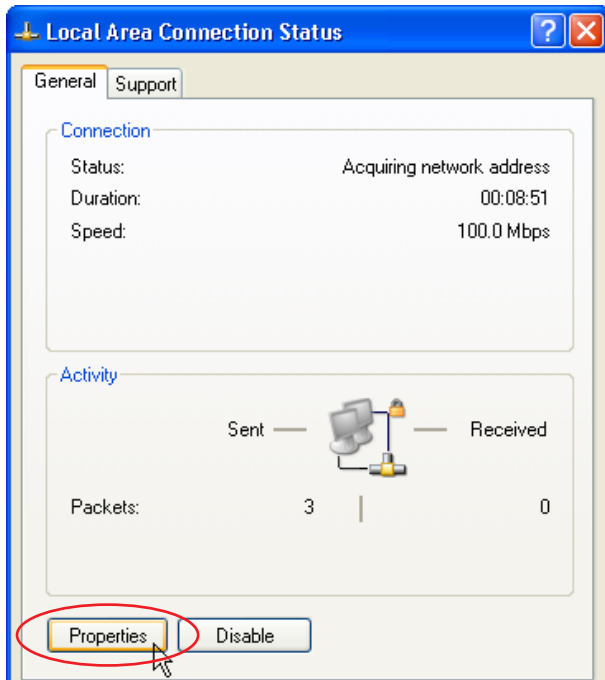 Local Area Connection Status
General Support
Connection
Status: Acquiring network address
Duration: 00:08:51
Speed: 100.0 Mbps
Activity
Sent Received
Packets: 3 0
Properties Disable